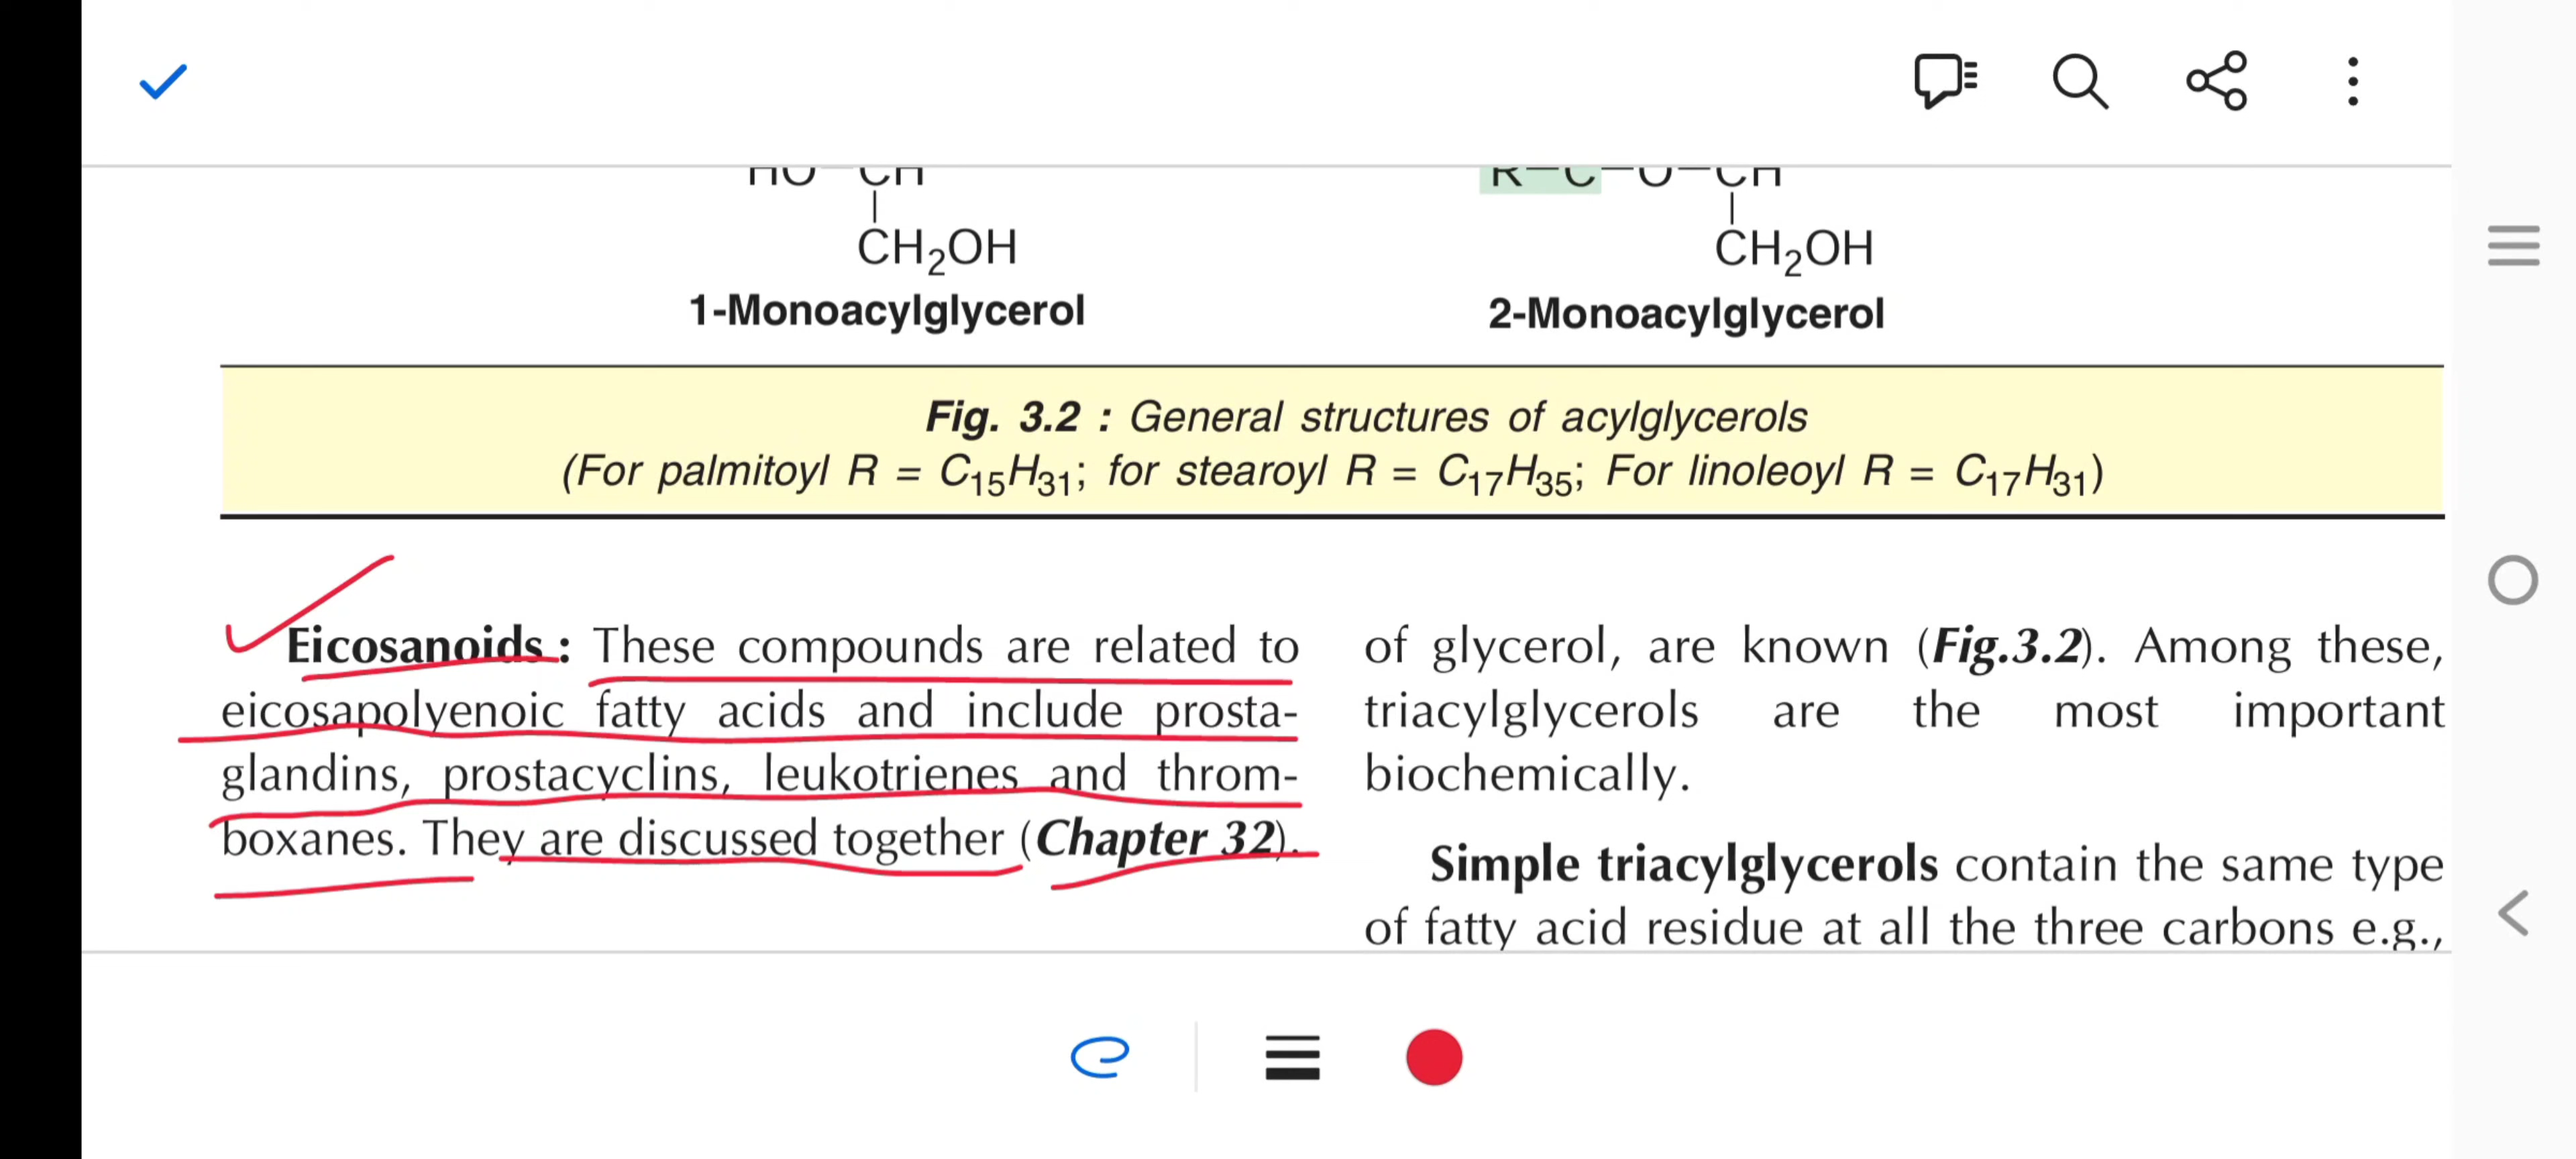 HO—CH
R—C—O—CH
CH₂OH
CH₂OH
1-Monoacylglycerol
2-Monoacylglycerol
Fig. 3.2 : General structures of acylglycerols
(For palmitoyl R = C₁₅H₃₁; for stearoyl R = C₁₇H₃₅; For linoleoyl R = C₁₇H₃₁)
Eicosanoids : These compounds are related to
eicosapolyenoic fatty acids and include prosta-
glandins, prostacyclins, leukotrienes and throm-
boxanes. They are discussed together (Chapter 32).
of glycerol, are known (Fig.3.2). Among these,
triacylglycerols are the most important
biochemically.
Simple triacylglycerols contain the same type
of fatty acid residue at all the three carbons e.g.,